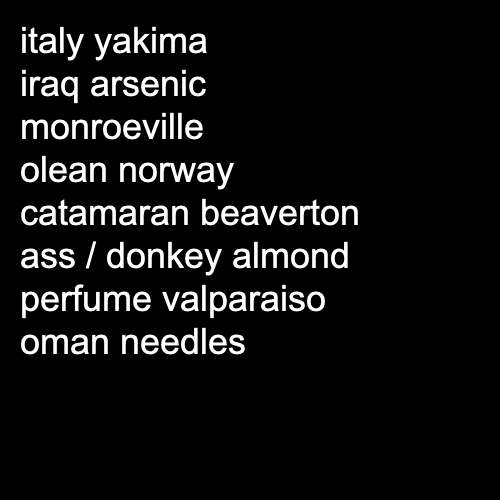 italy yakima
iraq arsenic
monroeville
olean norway
catamaran beaverton
ass / donkey almond
perfume valparaiso
oman needles